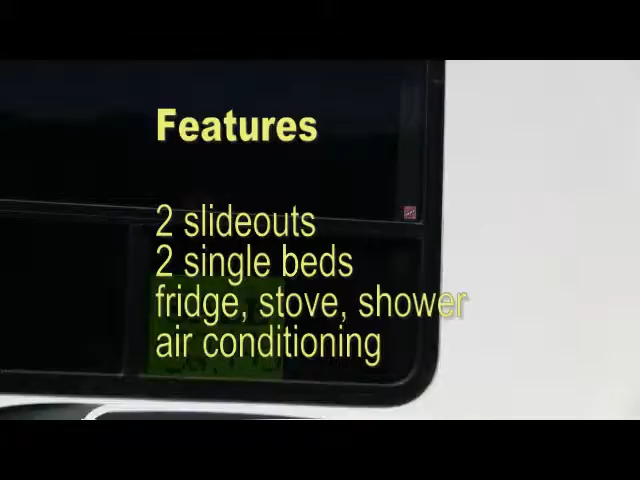 Features
2 slideouts
2 single beds
fridge, stove, shower
air conditioning